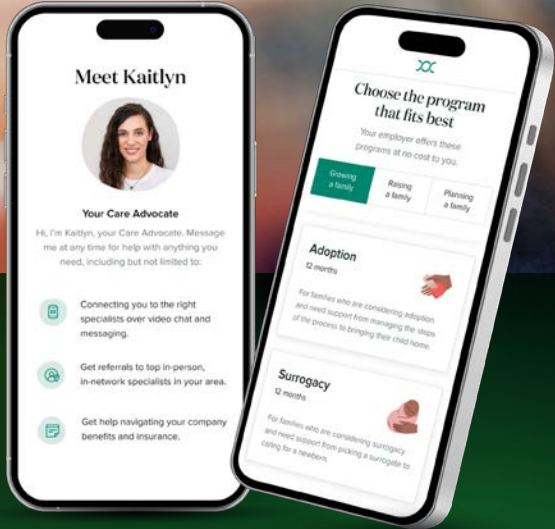 Meet Kaitlyn
Your Care Advocate
Hi, I'm Kaitlyn, your Care Advocate. Message
me at any time for help with anything you
need, including but not limited to:
Connecting you to the right
specialists over video chat and
messaging.
Get referrals to top in-person,
in-network specialists in your area.
Get help navigating your company
benefits and insurance.
Choose the program
that fits best
Your employer offers these
programs at no cost to you.
Growing
a family
Raising
a family
Planning
a family
Adoption
12 months
For families who are considering adoption
and need support from managing the steps
of the process to bringing their child home.
Surrogacy
12 months
For families who are considering surrogacy
and need support from picking a surrogate to
caring for a newborn.